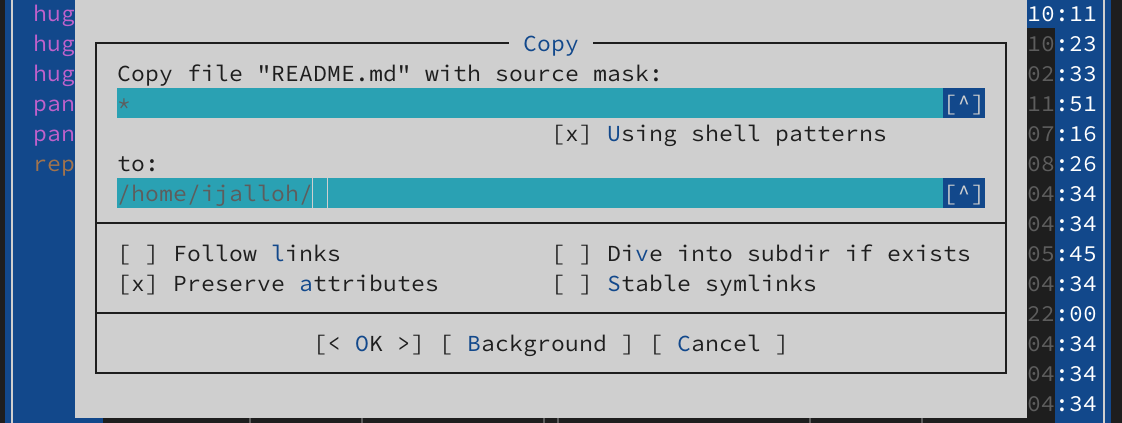 hug 10:11
Copy
hug 10:23
Copy file "README.md" with source mask:
hug 02:33
* [^]
pan 11:51
[x] Using shell patterns
pan 07:16
to:
rep 08:26
/home/ijalloh/ [^]
04:34
04:34
[ ] Follow links [ ] Dive into subdir if exists
05:45
[x] Preserve attributes [ ] Stable symlinks
04:34
22:00
[< OK >] [ Background ] [ Cancel ]
04:34
04:34
04:34